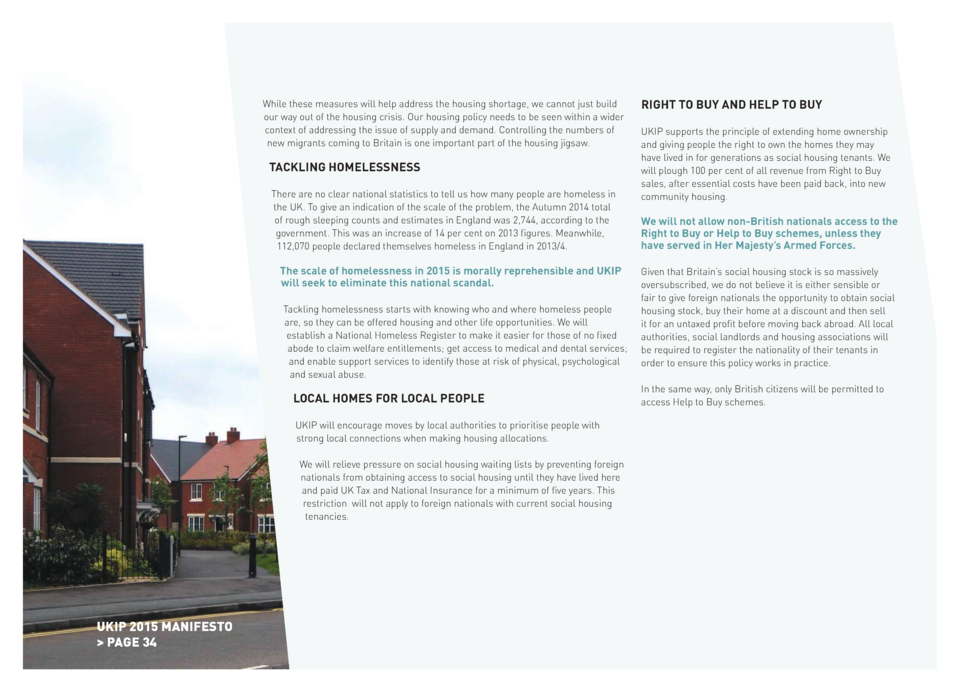 While these measures will help address the housing shortage, we cannot just build
our way out of the housing crisis. Our housing policy needs to be seen within a wider
context of addressing the issue of supply and demand. Controlling the numbers of
new migrants coming to Britain is one important part of the housing jigsaw.
TACKLING HOMELESSNESS
There are no clear national statistics to tell us how many people are homeless in
the UK. To give an indication of the scale of the problem, the Autumn 2014 total
of rough sleeping counts and estimates in England was 2,744, according to the
government. This was an increase of 14 per cent on 2013 figures. Meanwhile,
112,070 people declared themselves homeless in England in 2013/4.
The scale of homelessness in 2015 is morally reprehensible and UKIP
will seek to eliminate this national scandal.
Tackling homelessness starts with knowing who and where homeless people
are, so they can be offered housing and other life opportunities. We will
establish a National Homeless Register to make it easier for those of no fixed
abode to claim welfare entitlements; get access to medical and dental services;
and enable support services to identify those at risk of physical, psychological
and sexual abuse.
LOCAL HOMES FOR LOCAL PEOPLE
UKIP will encourage moves by local authorities to prioritise people with
strong local connections when making housing allocations.
We will relieve pressure on social housing waiting lists by preventing foreign
nationals from obtaining access to social housing until they have lived here
and paid UK Tax and National Insurance for a minimum of five years. This
restriction will not apply to foreign nationals with current social housing
tenancies.
RIGHT TO BUY AND HELP TO BUY
UKIP supports the principle of extending home ownership
and giving people the right to own the homes they may
have lived in for generations as social housing tenants. We
will plough 100 per cent of all revenue from Right to Buy
sales, after essential costs have been paid back, into new
community housing.
We will not allow non-British nationals access to the
Right to Buy or Help to Buy schemes, unless they
have served in Her Majesty's Armed Forces.
Given that Britain's social housing stock is so massively
oversubscribed, we do not believe it is either sensible or
fair to give foreign nationals the opportunity to obtain social
housing stock, buy their home at a discount and then sell
it for an untaxed profit before moving back abroad. All local
authorities, social landlords and housing associations will
be required to register the nationality of their tenants in
order to ensure this policy works in practice.
In the same way, only British citizens will be permitted to
access Help to Buy schemes.
UKIP 2015 MANIFESTO
> PAGE 34